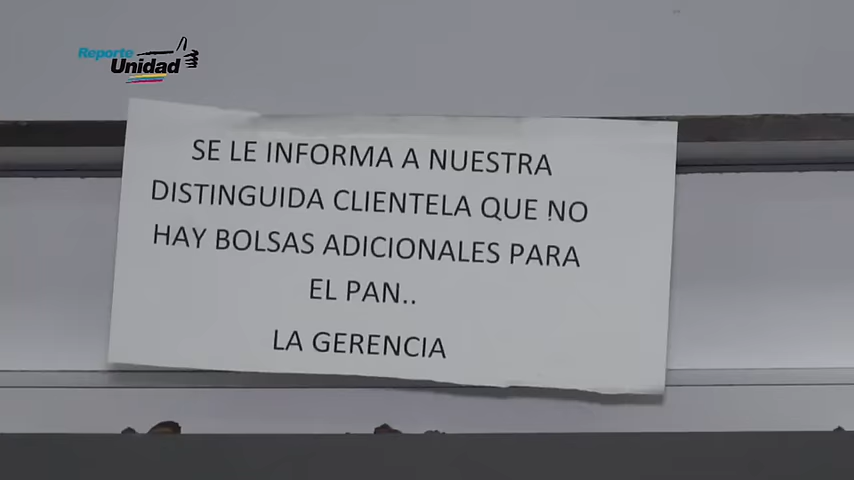 Reporte
Unidad
SE LE INFORMA A NUESTRA
DISTINGUIDA CLIENTELA QUE NO
HAY BOLSAS ADICIONALES PARA
EL PAN..
LA GERENCIA